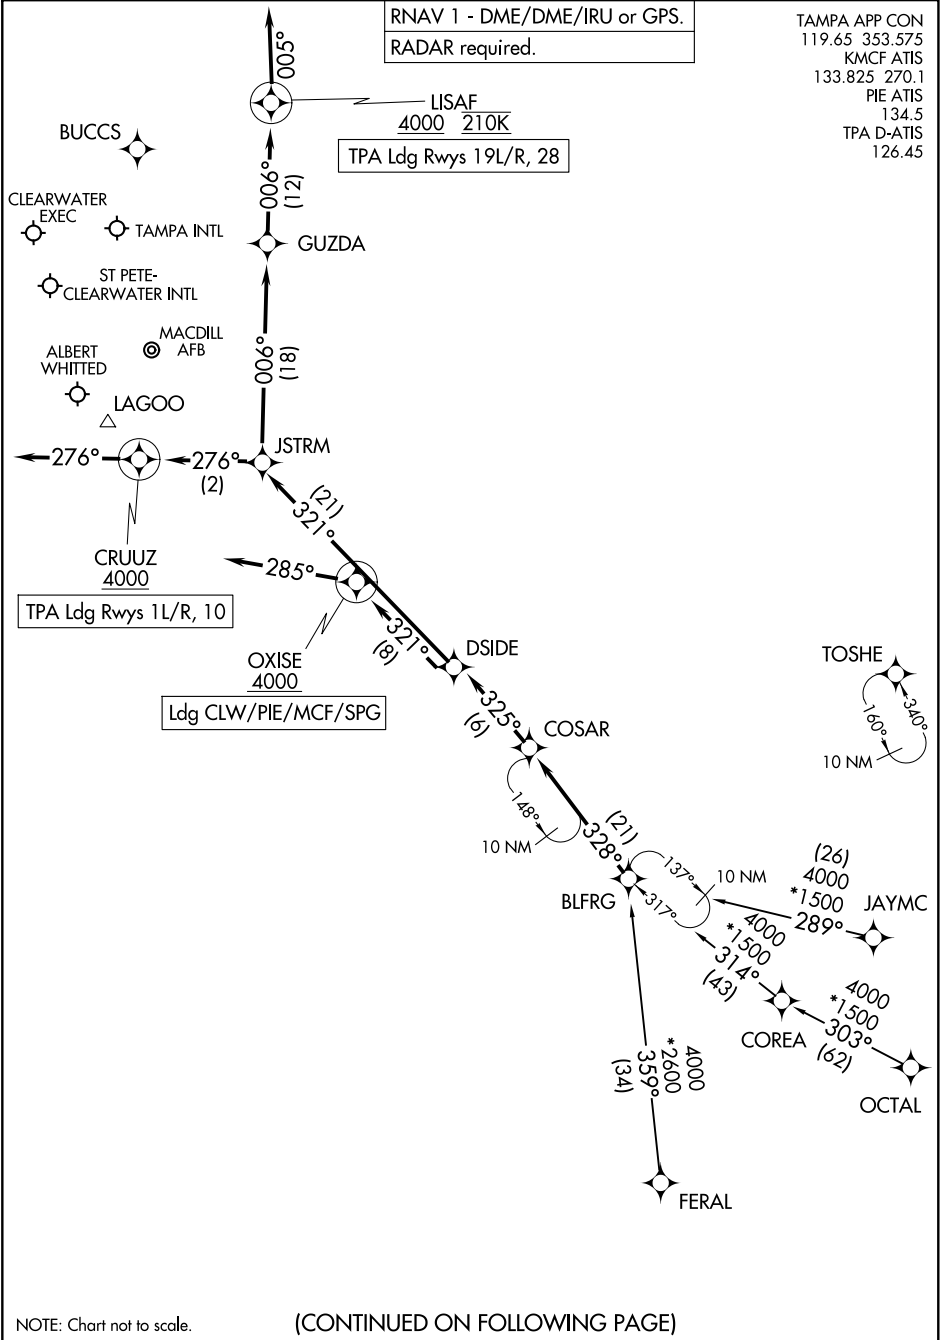 RNAV 1 - DME/DME/IRU or GPS.
RADAR required.
TAMPA APP CON
119.65 353.575
KMCF ATIS
133.825 270.1
PIE ATIS
134.5
TPA D-ATIS
126.45
005°
LISAF
4000 210K
TPA Ldg Rwys 19L/R, 28
BUCCS
006°
(12)
CLEARWATER
EXEC
TAMPA INTL
GUZDA
ST PETE-
CLEARWATER INTL
MACDILL
AFB
ALBERT
WHITTED
006°
(18)
LAGOO
JSTRM
276°
276°
(2)
(21)
321°
CRUUZ
4000
TPA Ldg Rwys 1L/R, 10
285°
321°
(8)
OXISE
4000
Ldg CLW/PIE/MCF/SPG
DSIDE
325°
(6)
TOSHE
340°
160°
10 NM
COSAR
148°
10 NM
(21)
328°
BLFRG
137°
10 NM
317°
(26)
4000
*1500
289°
JAYMC
4000
*1500
314°
(43)
COREA
4000
*1500
303°
(62)
OCTAL
4000
*2600
359°
(34)
FERAL
NOTE: Chart not to scale.
(CONTINUED ON FOLLOWING PAGE)